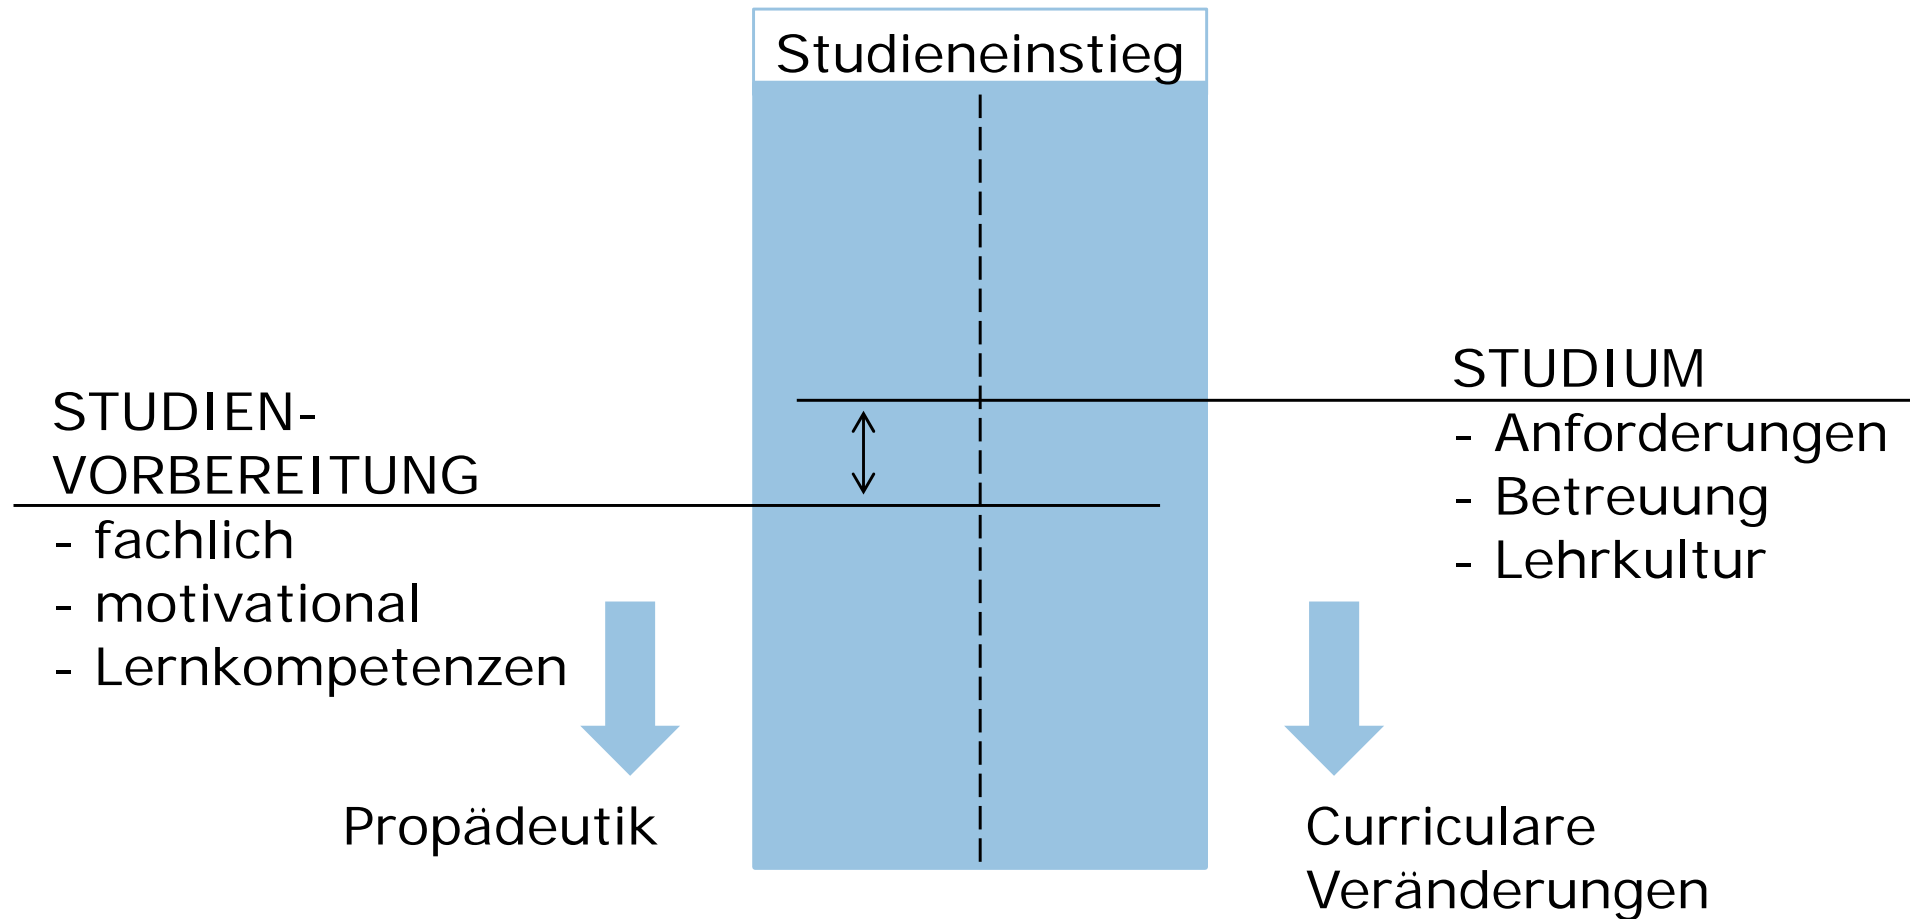 Studieneinstieg
STUDIEN-
VORBEREITUNG
- fachlich
- motivational
- Lernkompetenzen
Propädeutik
STUDIUM
- Anforderungen
- Betreuung
- Lehrkultur
Curriculare
Veränderungen